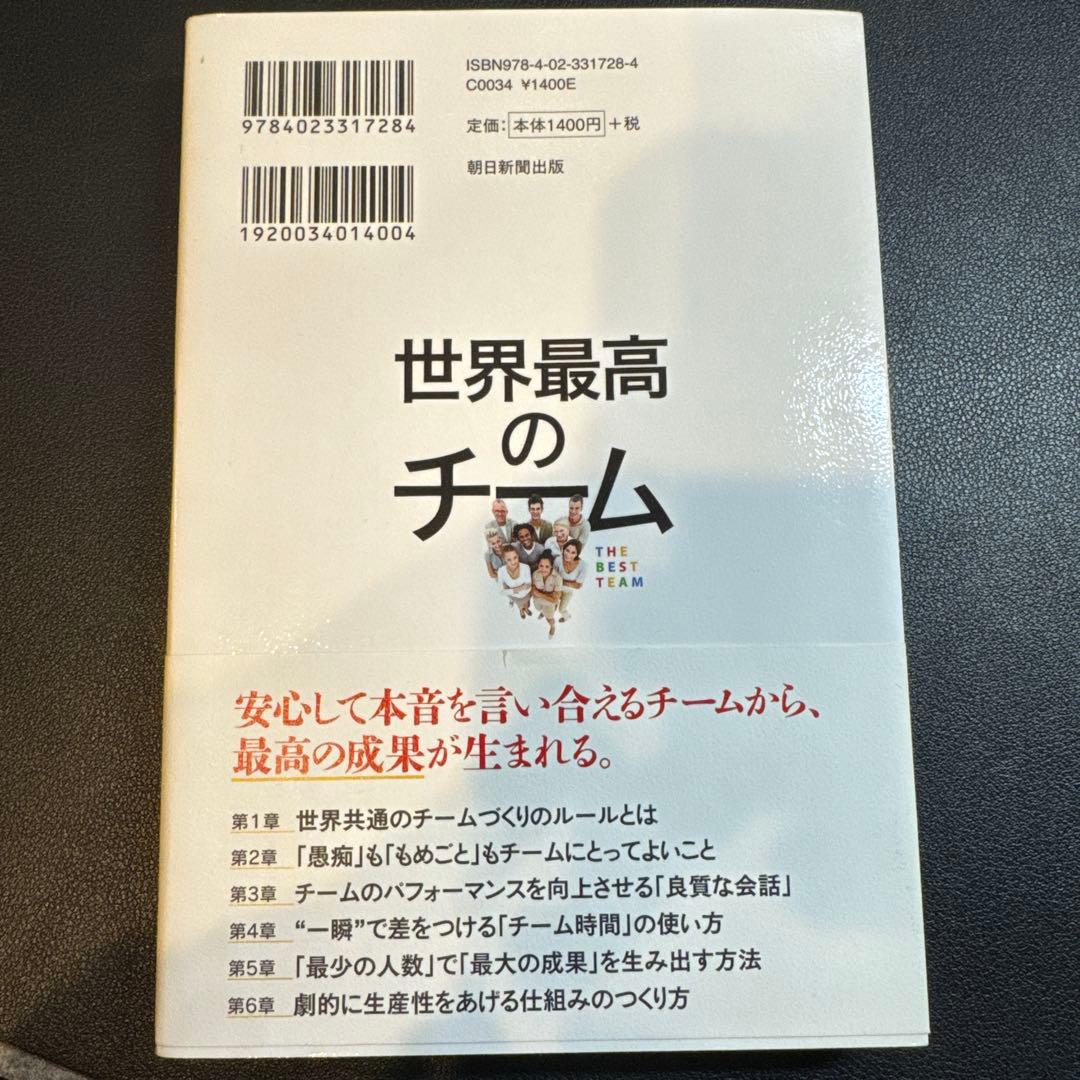 ISBN978-4-02-331728-4
C0034 ¥1400E
9784023317284
定価：本体1400円＋税
朝日新聞出版
1920034014004
世界最高
の
チーム
THE
BEST
TEAM
安心して本音を言い合えるチームから、
最高の成果が生まれる。
第1章 世界共通のチームづくりのルールとは
第2章 「愚痴」も「もめごと」もチームにとってよいこと
第3章 チームのパフォーマンスを向上させる「良質な会話」
第4章 “一瞬”で差をつける「チーム時間」の使い方
第5章 「最少の人数」で「最大の成果」を生み出す方法
第6章 劇的に生産性をあげる仕組みのつくり方